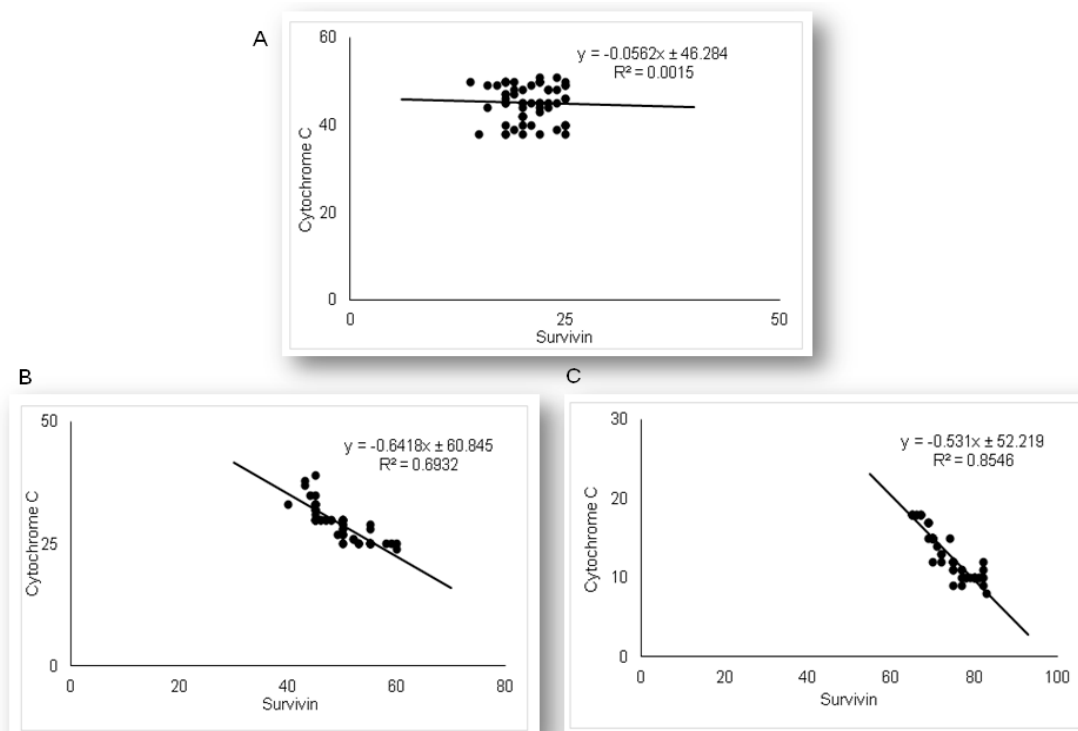 A
60
y = -0.0562x ± 46.284
R² = 0.0015
40
Cytochrome C
20
0
0 25 50
Survivin
B
50
y = -0.6418x ± 60.845
R² = 0.6932
Cytochrome C
25
0
0 20 40 60 80
Survivin
C
30
y = -0.531x ± 52.219
R² = 0.8546
20
Cytochrome C
10
0
0 20 40 60 80 100
Survivin